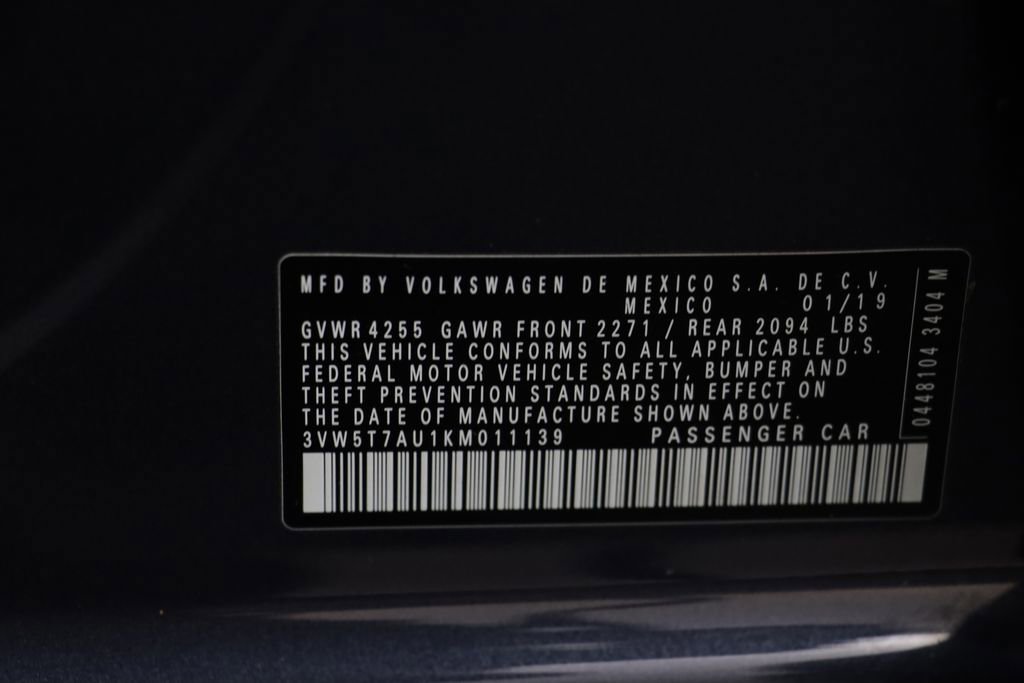 MFD BY VOLKSWAGEN DE MEXICO S.A. DE C.V.
MEXICO 01/19
GVWR 4255 GAWR FRONT 2271 / REAR 2094 LBS
THIS VEHICLE CONFORMS TO ALL APPLICABLE U.S.
FEDERAL MOTOR VEHICLE SAFETY, BUMPER AND
THEFT PREVENTION STANDARDS IN EFFECT ON
THE DATE OF MANUFACTURE SHOWN ABOVE.
3VW5T7AU1KM011139 PASSENGER CAR
0448104 3404 M